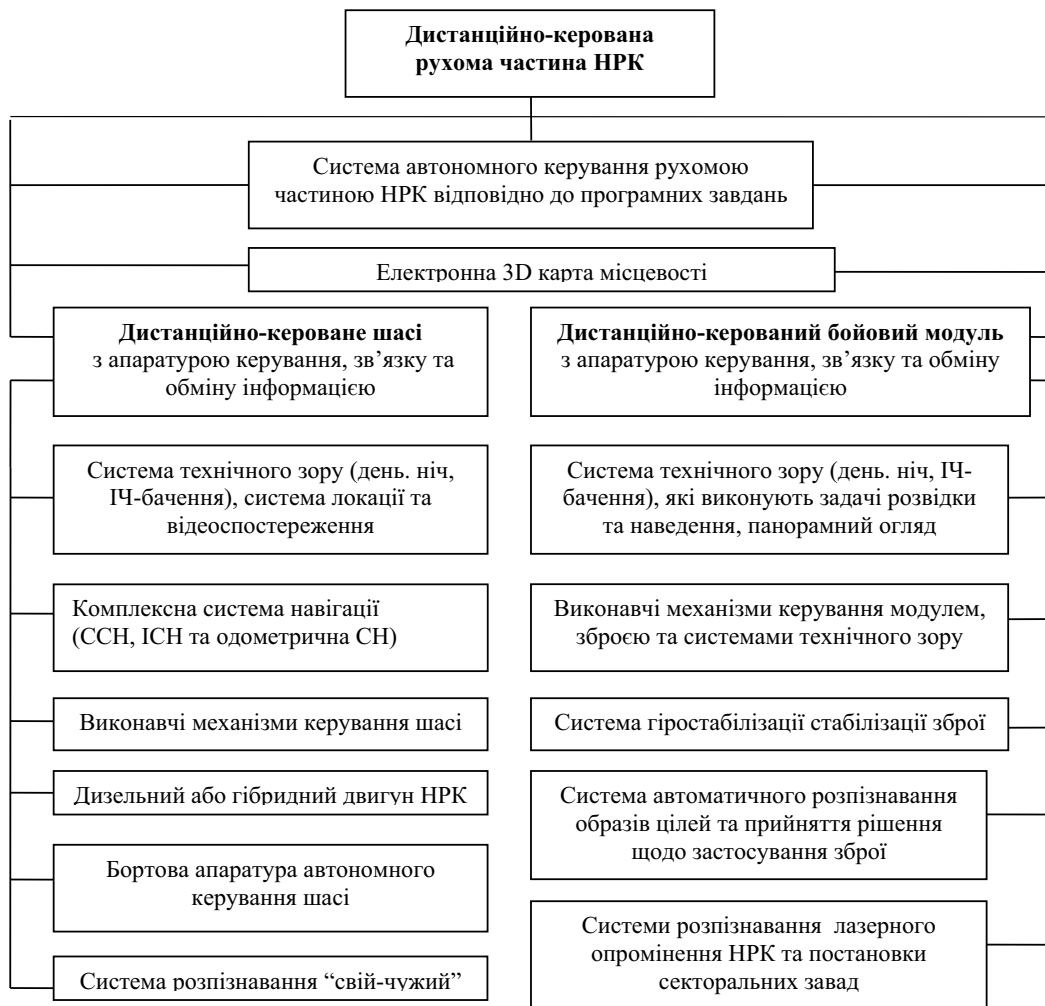 Дистанційно-керована
рухома частина НРК
Система автономного керування рухомою
частиною НРК відповідно до програмних завдань
Електронна 3D карта місцевості
Дистанційно-кероване шасі
з апаратурою керування, зв’язку та
обміну інформацією
Система технічного зору (день. ніч,
ІЧ-бачення), система локації та
відеоспостереження
Комплексна система навігації
(ССН, ІСН та одометрична СН)
Виконавчі механізми керування шасі
Дизельний або гібридний двигун НРК
Бортова апаратура автономного
керування шасі
Система розпізнавання “свій-чужий”
Дистанційно-керований бойовий модуль
з апаратурою керування, зв’язку та обміну
інформацією
Система технічного зору (день. ніч, ІЧ-
бачення), які виконують задачі розвідки
та наведення, панорамний огляд
Виконавчі механізми керування модулем,
зброєю та системами технічного зору
Система гіростабілізації стабілізації зброї
Система автоматичного розпізнавання
образів цілей та прийняття рішення
щодо застосування зброї
Системи розпізнавання лазерного
опромінення НРК та постановки
секторальних завад